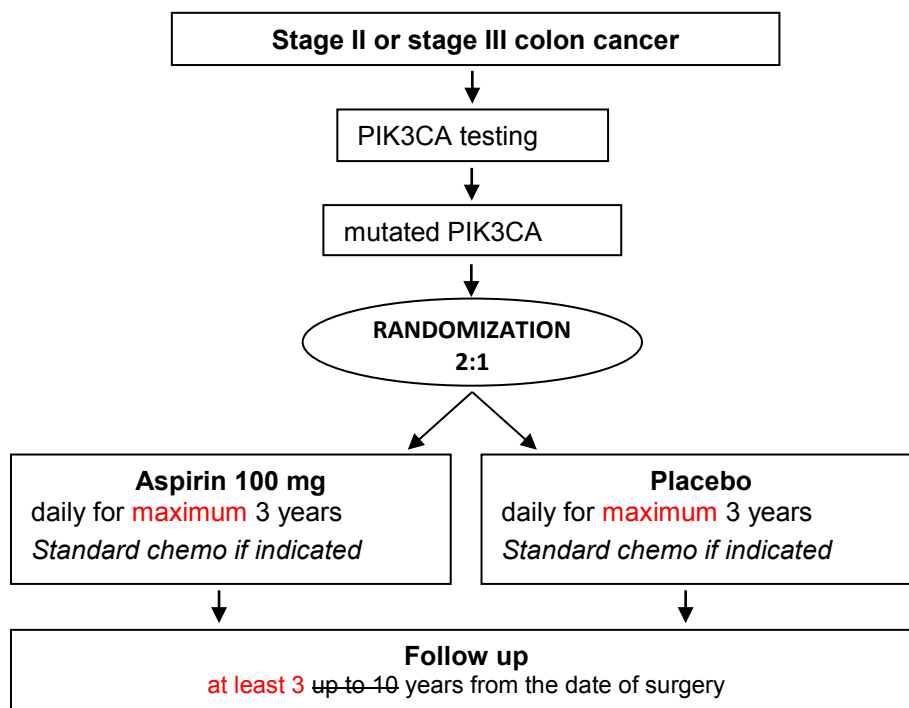 Stage II or stage III colon cancer
PIK3CA testing
mutated PIK3CA
RANDOMIZATION
2:1
Aspirin 100 mg
daily for maximum 3 years
Standard chemo if indicated
Placebo
daily for maximum 3 years
Standard chemo if indicated
Follow up
at least 3 up to 10 years from the date of surgery